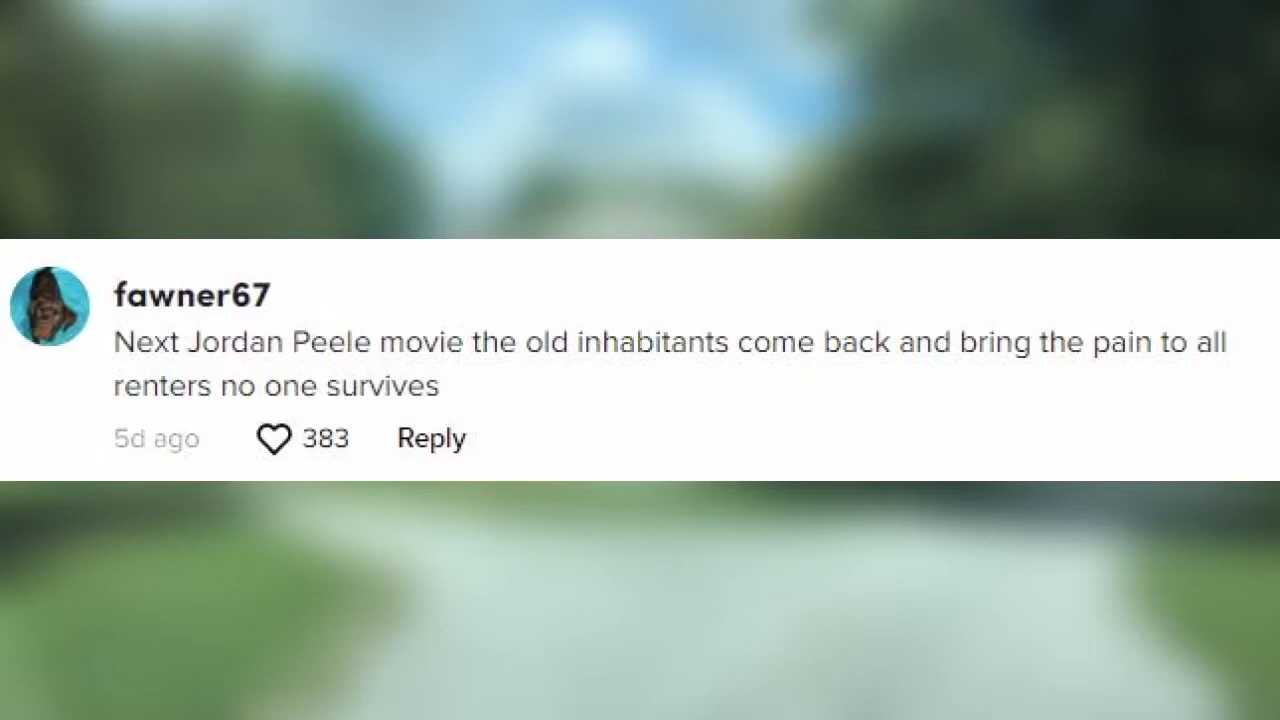 fawner67
Next Jordan Peele movie the old inhabitants come back and bring the pain to all
renters no one survives
5d ago 383 Reply